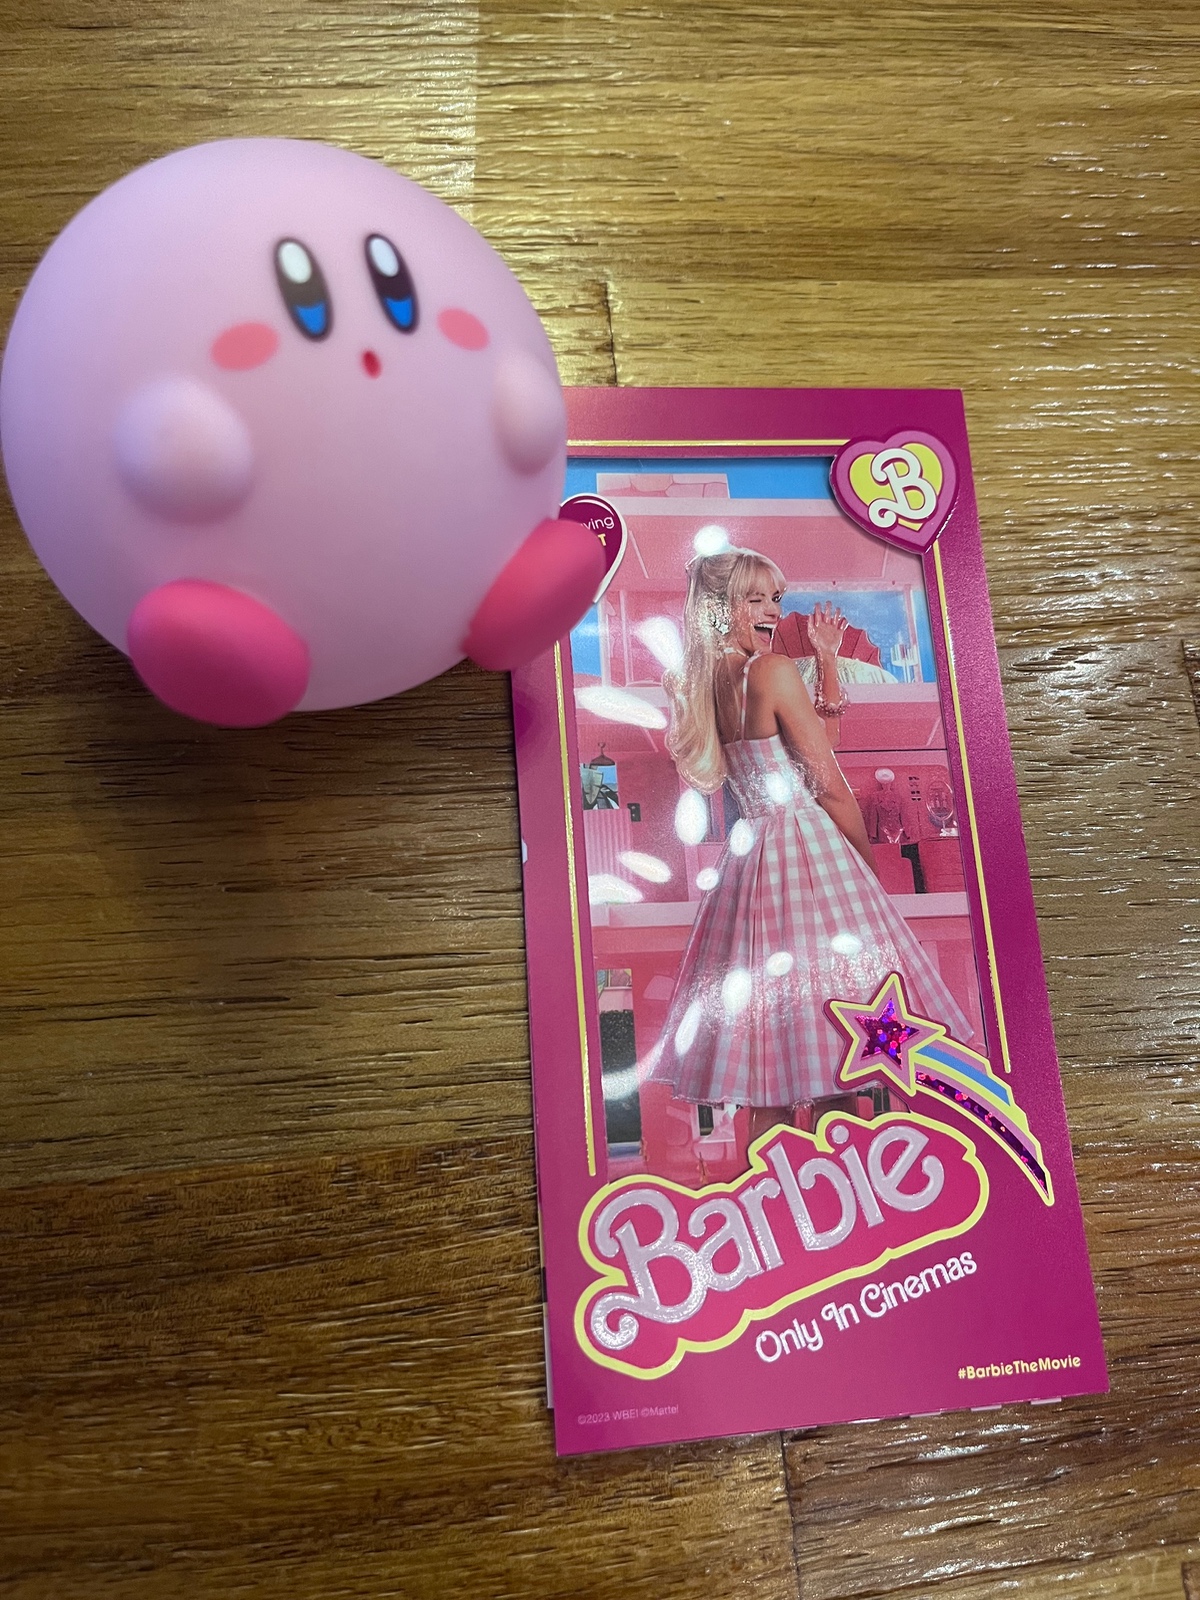 B
Barbie
Only In Cinemas
#BarbieTheMovie
©2023 WBEI ©Mattel